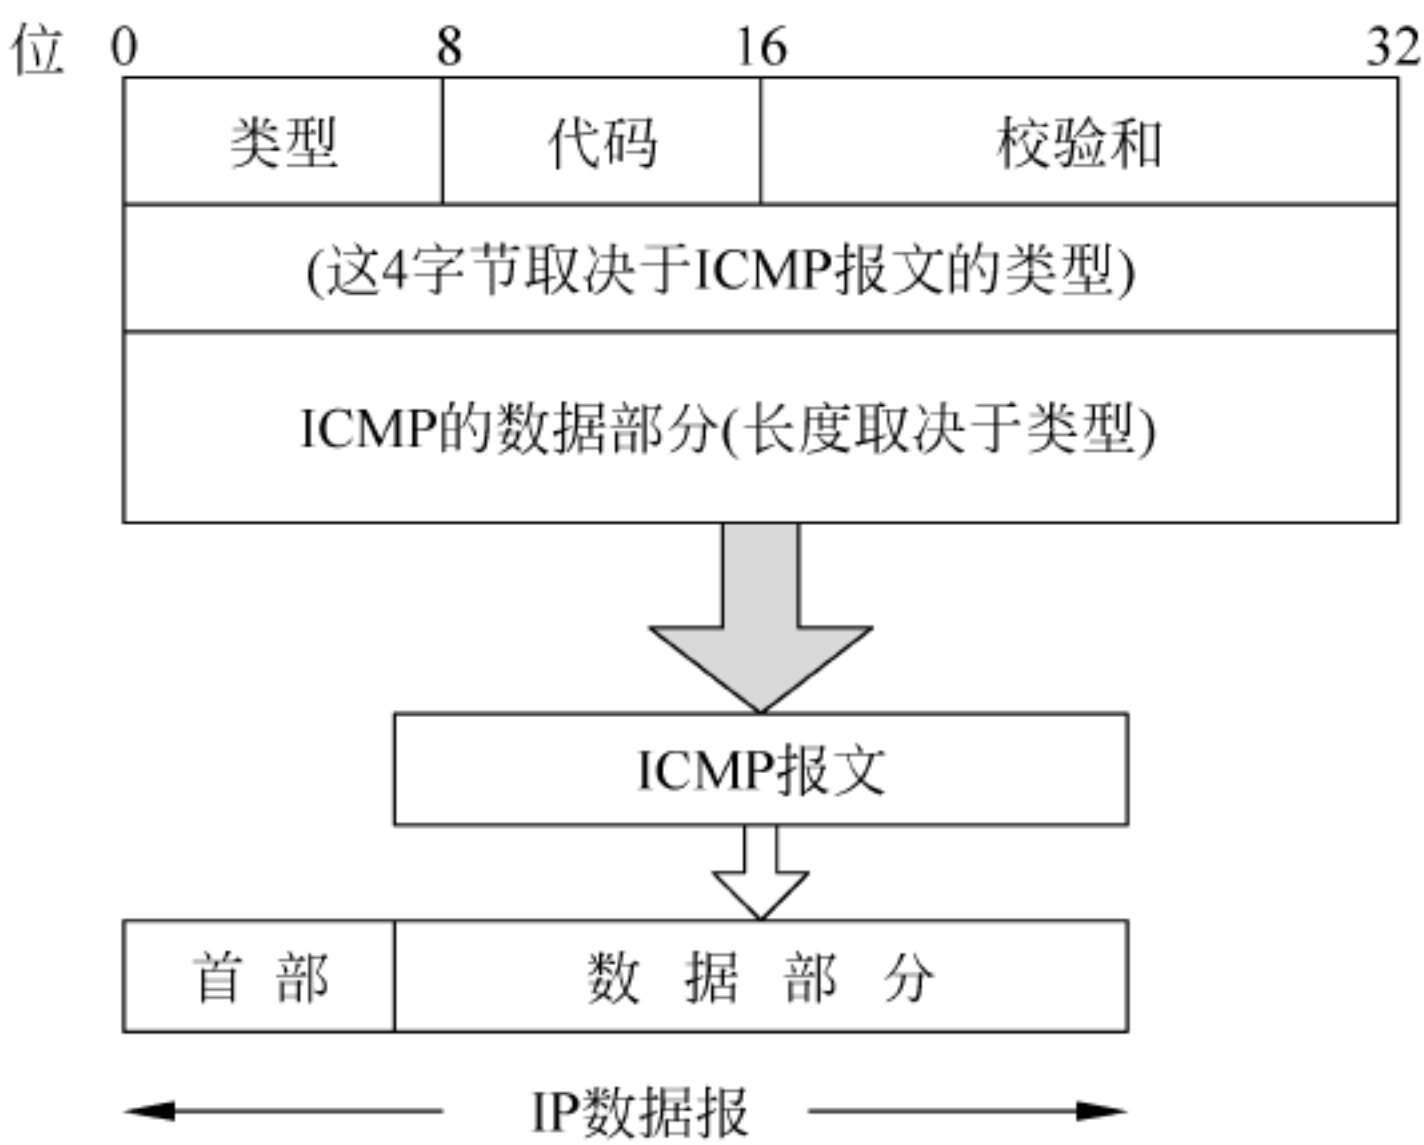 位 0 8 16 32
类型 代码 校验和
(这4字节取决于ICMP报文的类型)
ICMP的数据部分(长度取决于类型)
ICMP报文
首部 数据部分
IP数据报